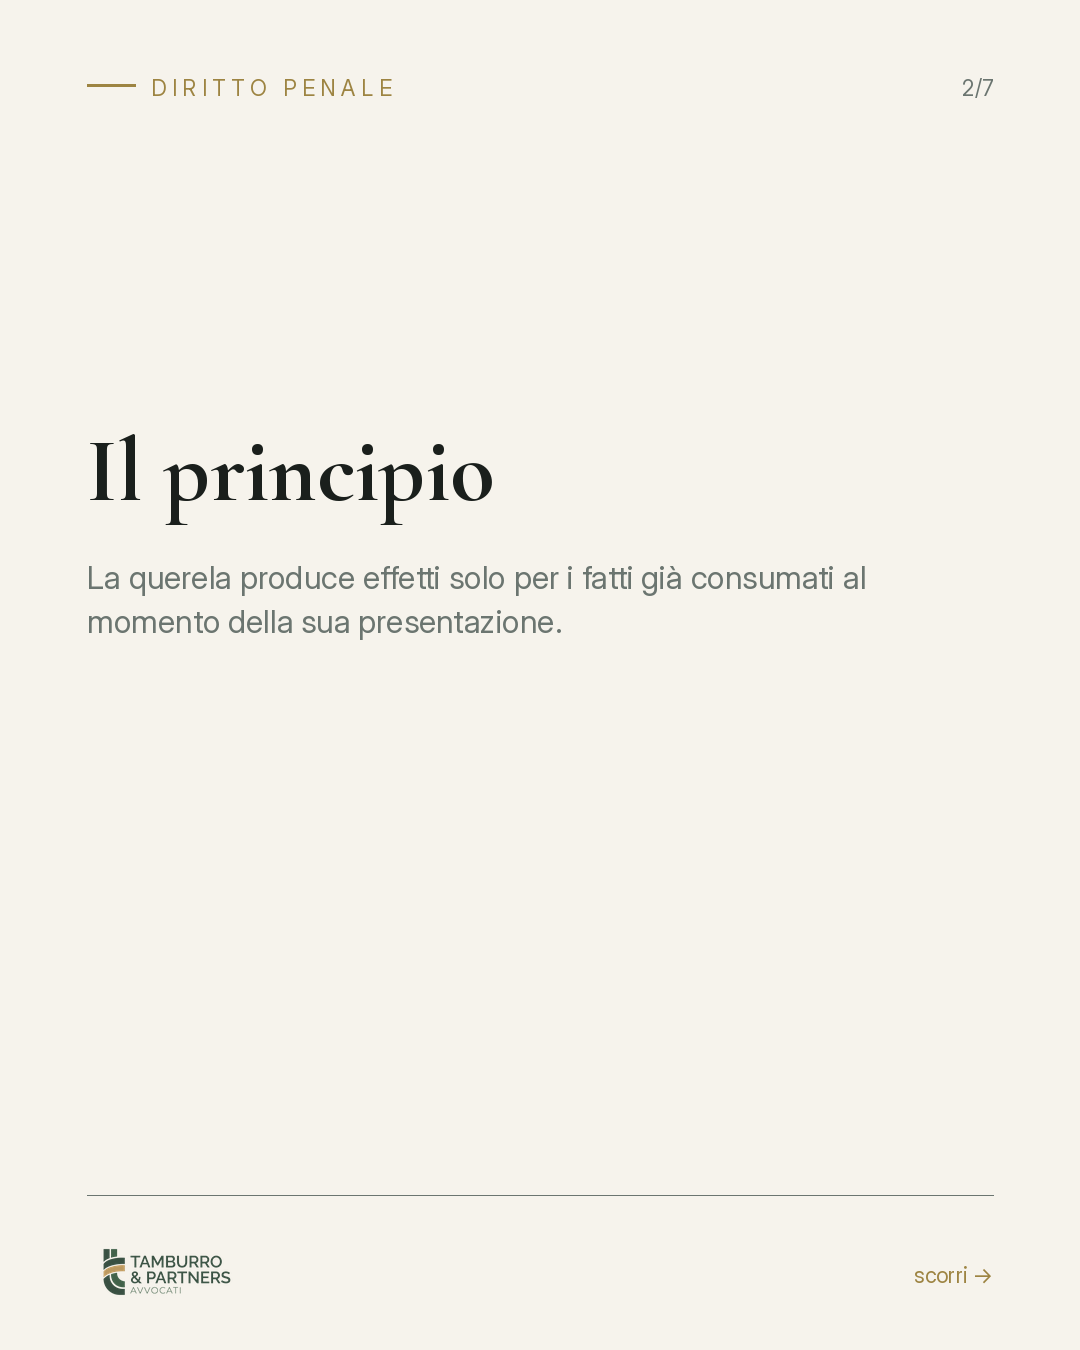 DIRITTO PENALE
2/7
Il principio
La querela produce effetti solo per i fatti già consumati al
momento della sua presentazione.
TAMBURRO
& PARTNERS
AVVOCATI
scorri →